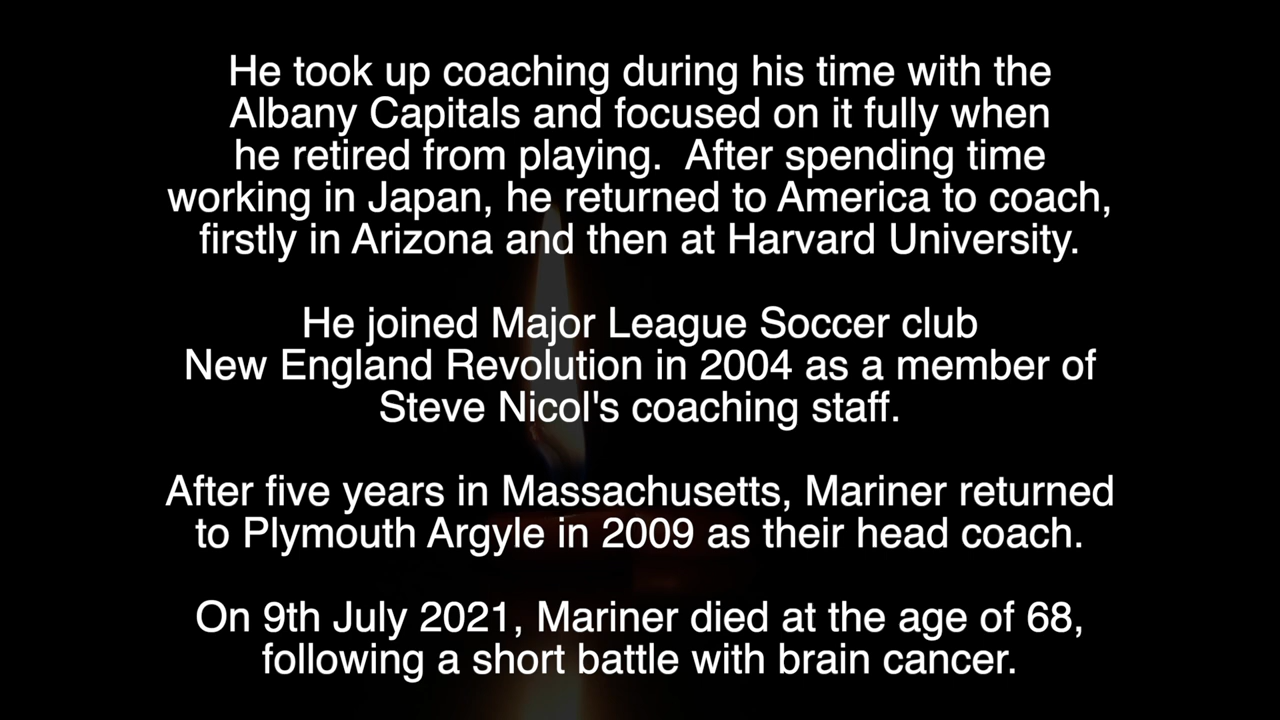 He took up coaching during his time with the
Albany Capitals and focused on it fully when
he retired from playing.  After spending time
working in Japan, he returned to America to coach,
firstly in Arizona and then at Harvard University.
He joined Major League Soccer club
New England Revolution in 2004 as a member of
Steve Nicol's coaching staff.
After five years in Massachusetts, Mariner returned
to Plymouth Argyle in 2009 as their head coach.
On 9th July 2021, Mariner died at the age of 68,
following a short battle with brain cancer.